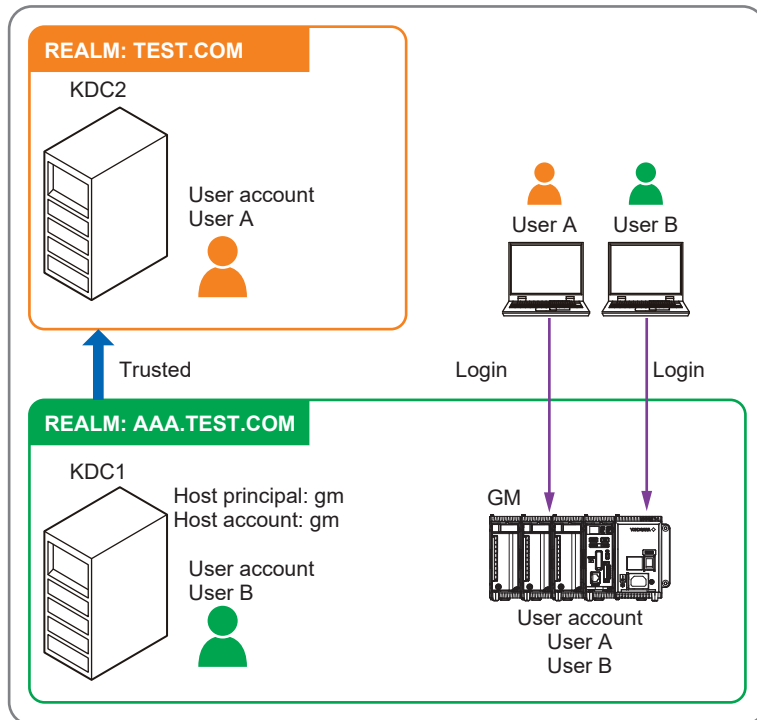 REALM: TEST.COM
KDC2
User account
User A
User A
User B
Trusted
Login
Login
REALM: AAA.TEST.COM
KDC1
Host principal: gm
Host account: gm
User account
User B
GM
YOKOGAWA
User account
User A
User B